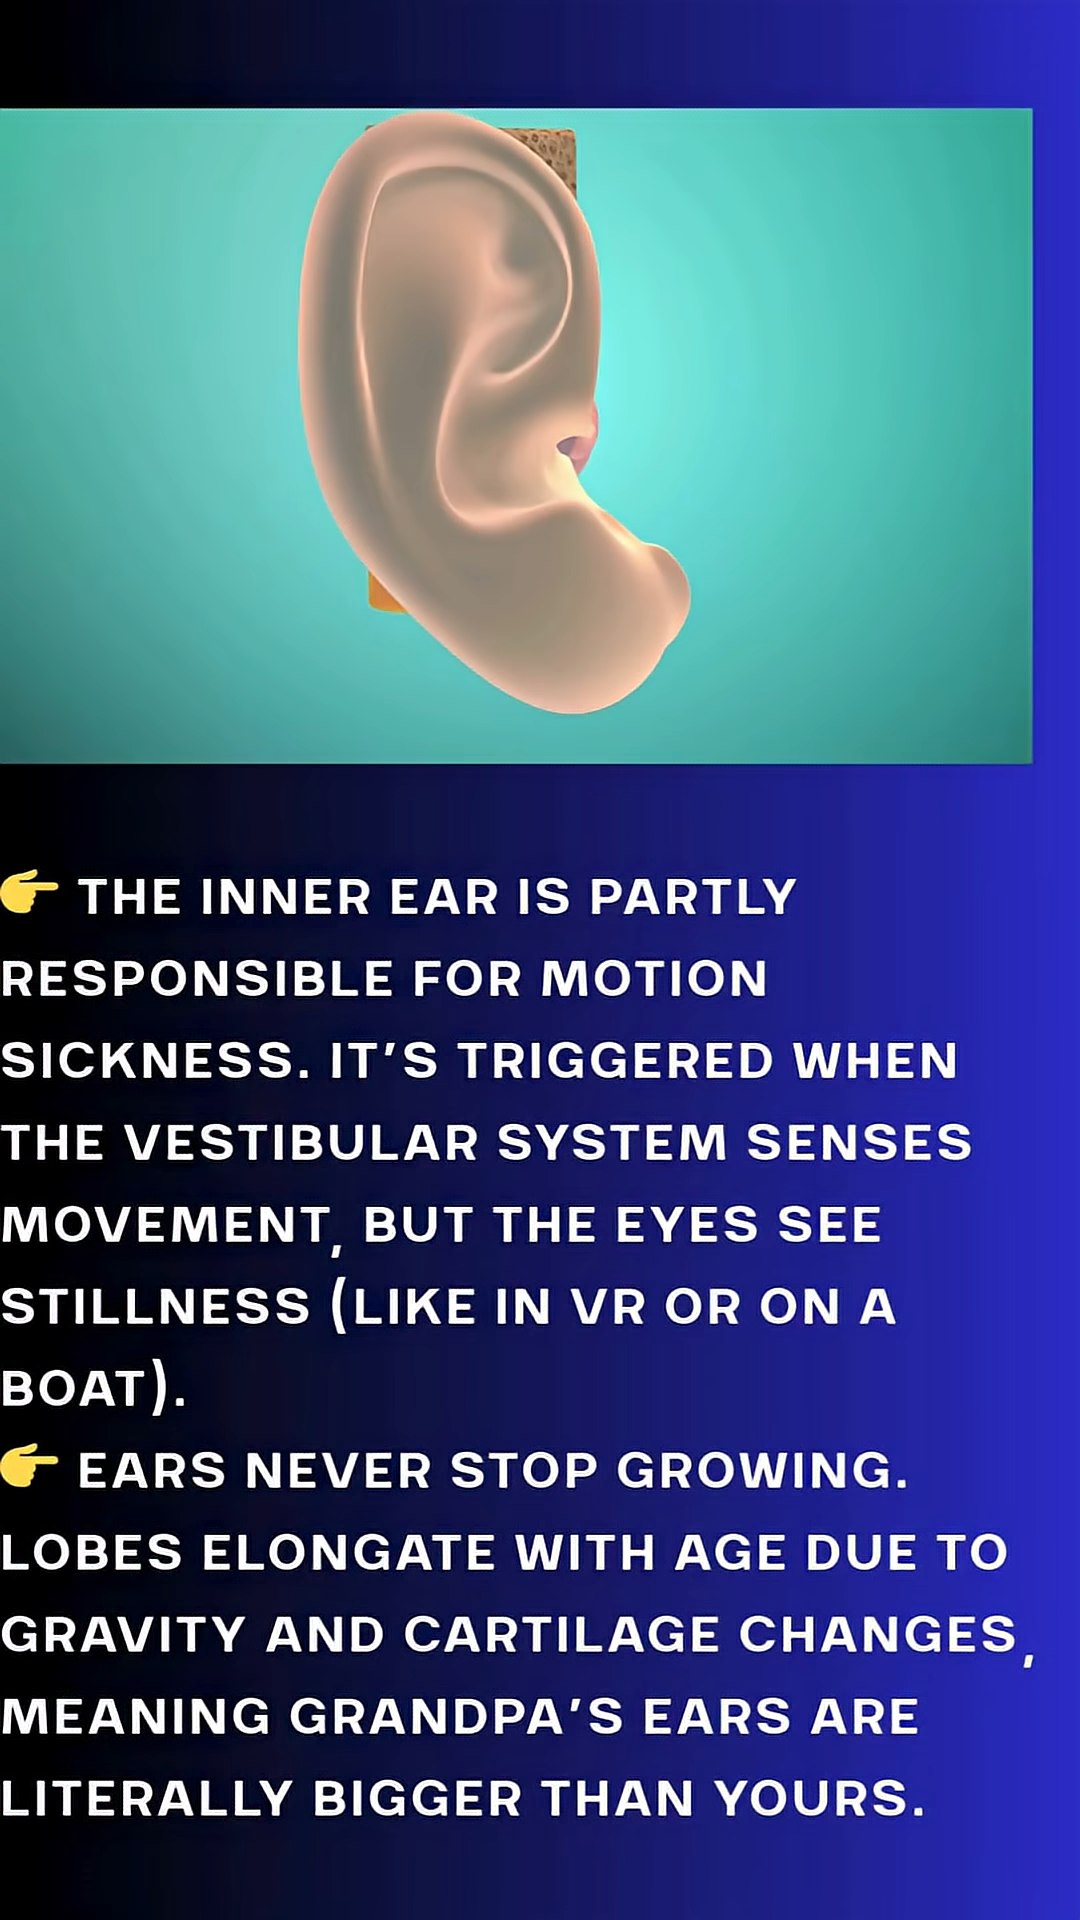 👉 THE INNER EAR IS PARTLY
RESPONSIBLE FOR MOTION
SICKNESS. IT’S TRIGGERED WHEN
THE VESTIBULAR SYSTEM SENSES
MOVEMENT, BUT THE EYES SEE
STILLNESS (LIKE IN VR OR ON A
BOAT).
👉 EARS NEVER STOP GROWING.
LOBES ELONGATE WITH AGE DUE TO
GRAVITY AND CARTILAGE CHANGES,
MEANING GRANDPA’S EARS ARE
LITERALLY BIGGER THAN YOURS.